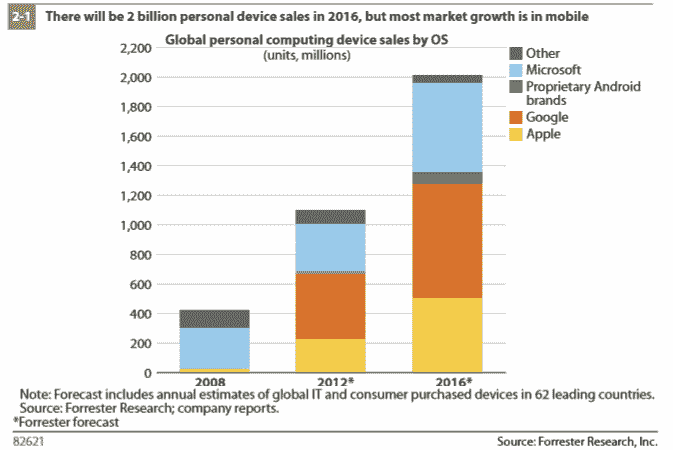 2-1 There will be 2 billion personal device sales in 2016, but most market growth is in mobile
Global personal computing device sales by OS
(units, millions)
2,200
2,000
1,800
1,600
1,400
1,200
1,000
800
600
400
200
0
2008
2012*
2016*
Other
Microsoft
Proprietary Android
brands
Google
Apple
Note: Forecast includes annual estimates of global IT and consumer purchased devices in 62 leading countries.
Source: Forrester Research; company reports.
*Forrester forecast
82621
Source: Forrester Research, Inc.